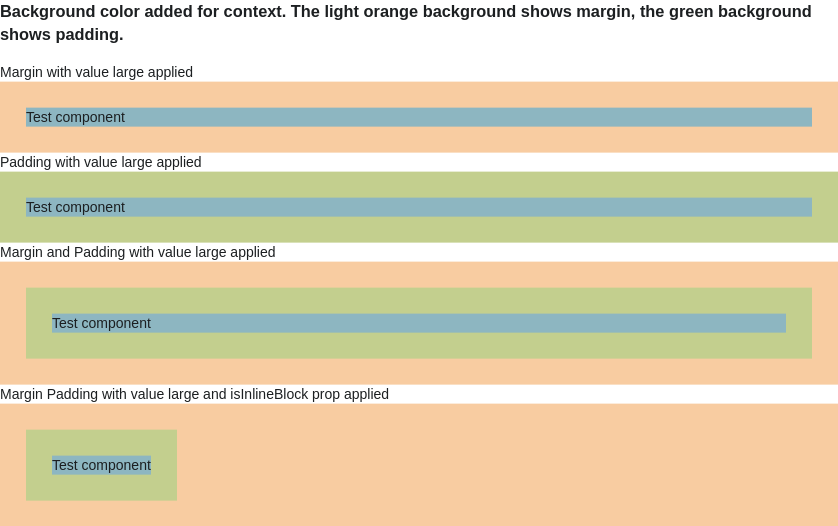 Background color added for context. The light orange background shows margin, the green background
shows padding.
Margin with value large applied
Test component
Padding with value large applied
Test component
Margin and Padding with value large applied
Test component
Margin Padding with value large and isInlineBlock prop applied
Test component